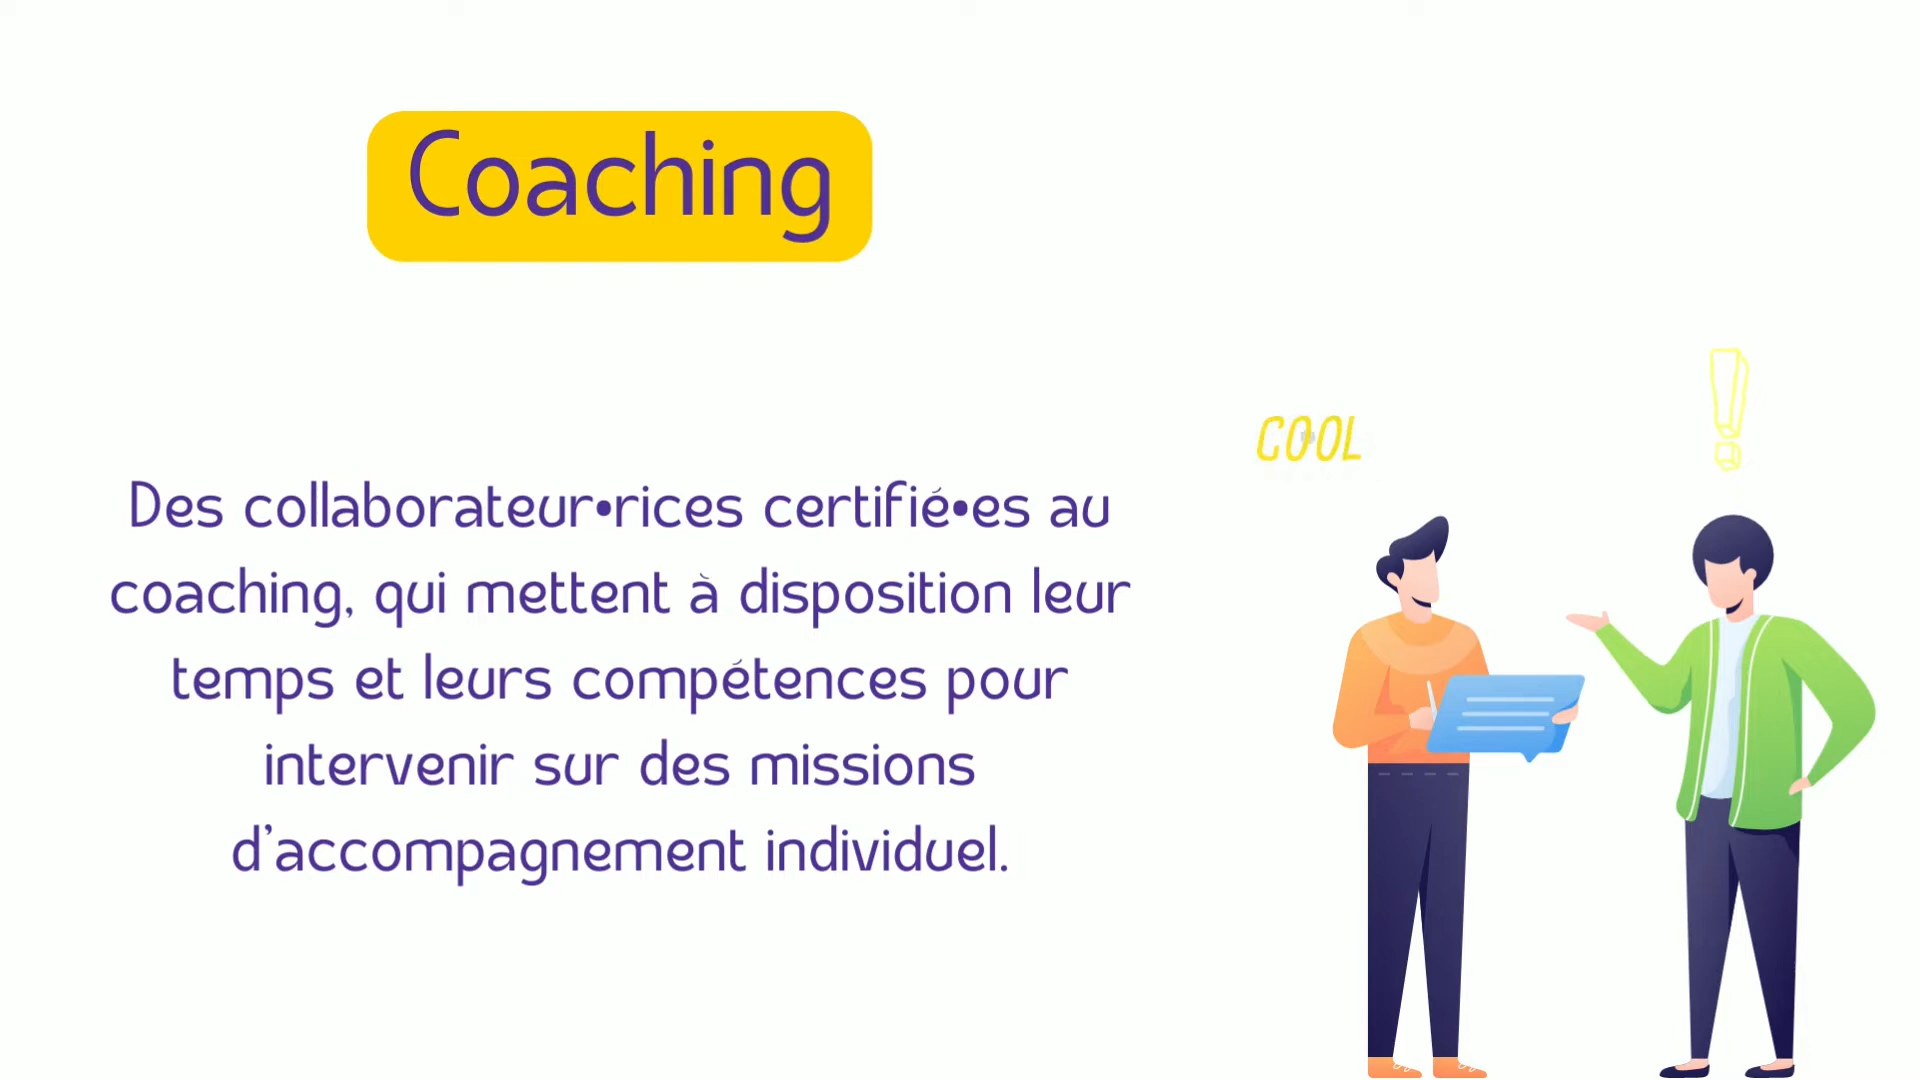 Coaching
COOL
!
Des collaborateur•rices certifié•es au
coaching, qui mettent à disposition leur
temps et leurs compétences pour
intervenir sur des missions
d’accompagnement individuel.